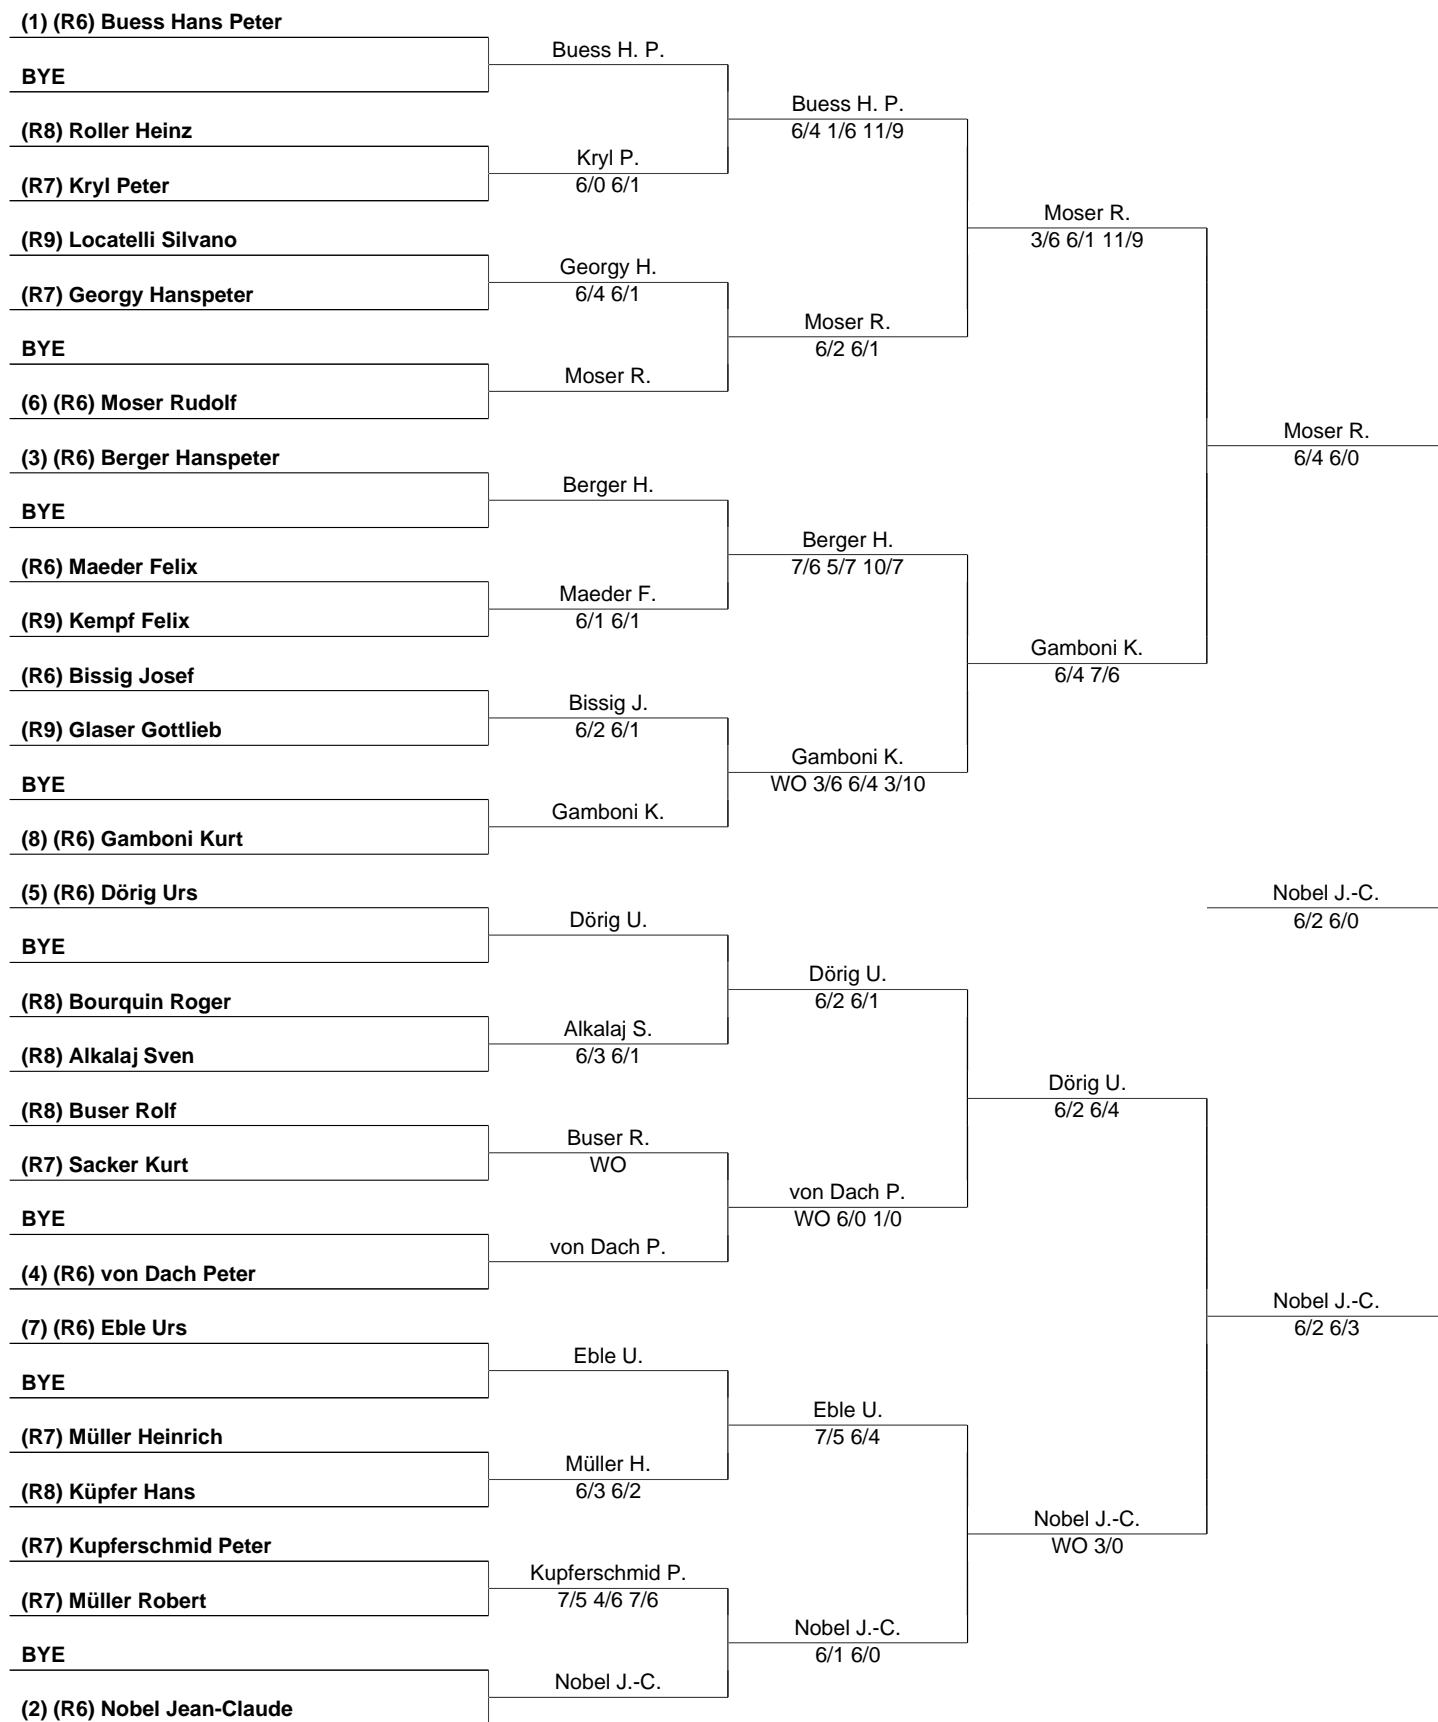 (1) (R6) Buess Hans Peter
BYE
(R8) Roller Heinz
(R7) Kryl Peter
(R9) Locatelli Silvano
(R7) Georgy Hanspeter
BYE
(6) (R6) Moser Rudolf
(3) (R6) Berger Hanspeter
BYE
(R6) Maeder Felix
(R9) Kempf Felix
(R6) Bissig Josef
(R9) Glaser Gottlieb
BYE
(8) (R6) Gamboni Kurt
(5) (R6) Dörig Urs
BYE
(R8) Bourquin Roger
(R8) Alkalaj Sven
(R8) Buser Rolf
(R7) Sacker Kurt
BYE
(4) (R6) von Dach Peter
(7) (R6) Eble Urs
BYE
(R7) Müller Heinrich
(R8) Küpfer Hans
(R7) Kupferschmid Peter
(R7) Müller Robert
BYE
(2) (R6) Nobel Jean-Claude
Buess H. P.
Kryl P.
6/0 6/1
Georgy H.
6/4 6/1
Moser R.
Berger H.
Maeder F.
6/1 6/1
Bissig J.
6/2 6/1
Gamboni K.
Dörig U.
Alkalaj S.
6/3 6/1
Buser R.
WO
von Dach P.
Eble U.
Müller H.
6/3 6/2
Kupferschmid P.
7/5 4/6 7/6
Nobel J.-C.
Buess H. P.
6/4 1/6 11/9
Moser R.
6/2 6/1
Berger H.
7/6 5/7 10/7
Gamboni K.
WO 3/6 6/4 3/10
Dörig U.
6/2 6/1
von Dach P.
WO 6/0 1/0
Eble U.
7/5 6/4
Nobel J.-C.
6/1 6/0
Moser R.
3/6 6/1 11/9
Gamboni K.
6/4 7/6
Dörig U.
6/2 6/4
Nobel J.-C.
WO 3/0
Moser R.
6/4 6/0
Nobel J.-C.
6/2 6/0
Nobel J.-C.
6/2 6/3